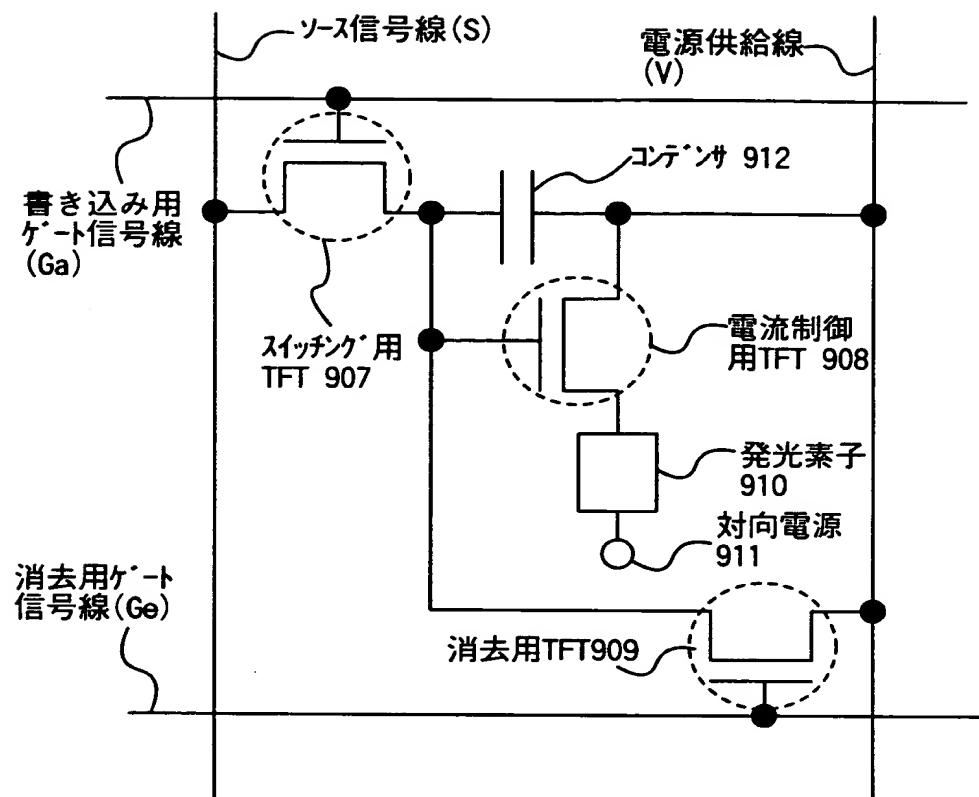 ソース信号線(S)
電源供給線
(V)
コンデンサ 912
書き込み用
ゲート信号線
(Ga)
スイッチング用
TFT 907
電流制御
用TFT 908
発光素子
910
対向電源
911
消去用ゲート
信号線(Ge)
消去用TFT909